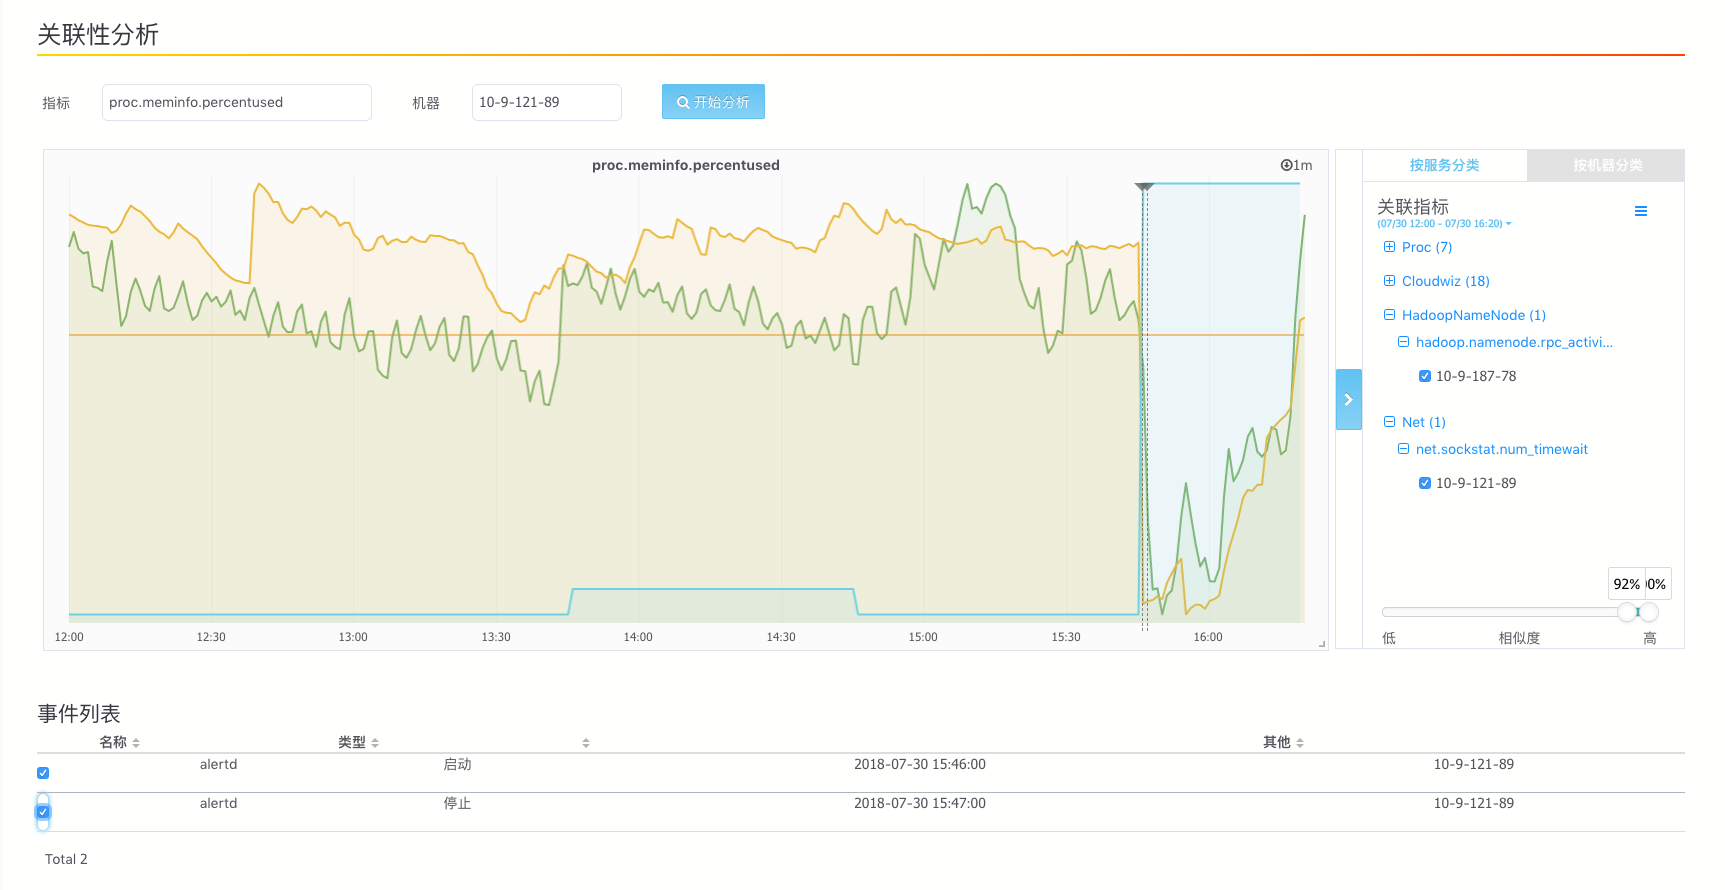 关联性分析
指标 proc.meminfo.percentused 机器 10-9-121-89 开始分析
proc.meminfo.percentused 1m
12:00 12:30 13:00 13:30 14:00 14:30 15:00 15:30 16:00
按服务分类 按机器分类
关联指标
(07/30 12:00 - 07/30 16:20)
Proc (7)
Cloudwiz (18)
HadoopNameNode (1)
hadoop.namenode.rpc_activi...
10-9-187-78
Net (1)
net.sockstat.num_timewait
10-9-121-89
92% 0%
低 相似度 高
事件列表
名称 类型 其他
alertd 启动 2018-07-30 15:46:00 10-9-121-89
alertd 停止 2018-07-30 15:47:00 10-9-121-89
Total 2